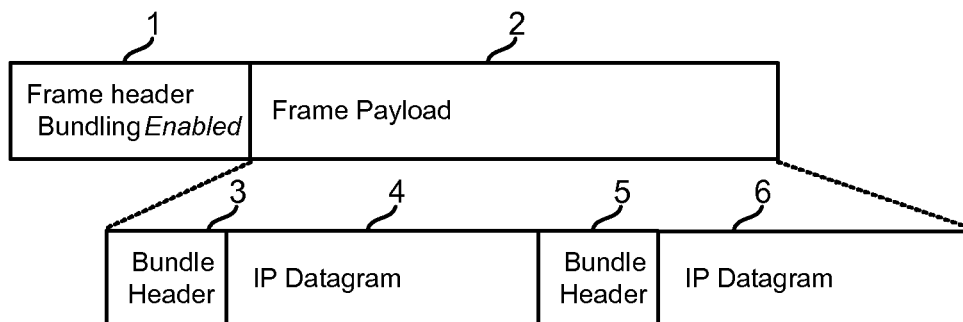 1
2
Frame header
Bundling Enabled
Frame Payload
3
4
5
6
Bundle
Header
IP Datagram
Bundle
Header
IP Datagram